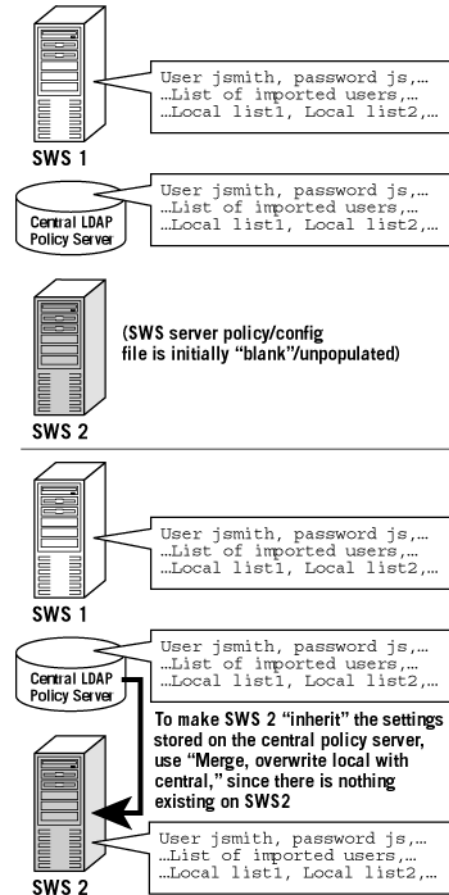 User jsmith, password js,…
…List of imported users,…
…Local list1, Local list2,…
SWS 1
User jsmith, password js,…
…List of imported users,…
…Local list1, Local list2,…
Central LDAP
Policy Server
(SWS server policy/config
file is initially “blank”/unpopulated)
SWS 2
User jsmith, password js,…
…List of imported users,…
…Local list1, Local list2,…
SWS 1
User jsmith, password js,…
…List of imported users,…
…Local list1, Local list2,…
Central LDAP
Policy Server
To make SWS 2 “inherit” the settings
stored on the central policy server,
use “Merge, overwrite local with
central,” since there is nothing
existing on SWS2
User jsmith, password js,…
…List of imported users,…
…Local list1, Local list2,…
SWS 2